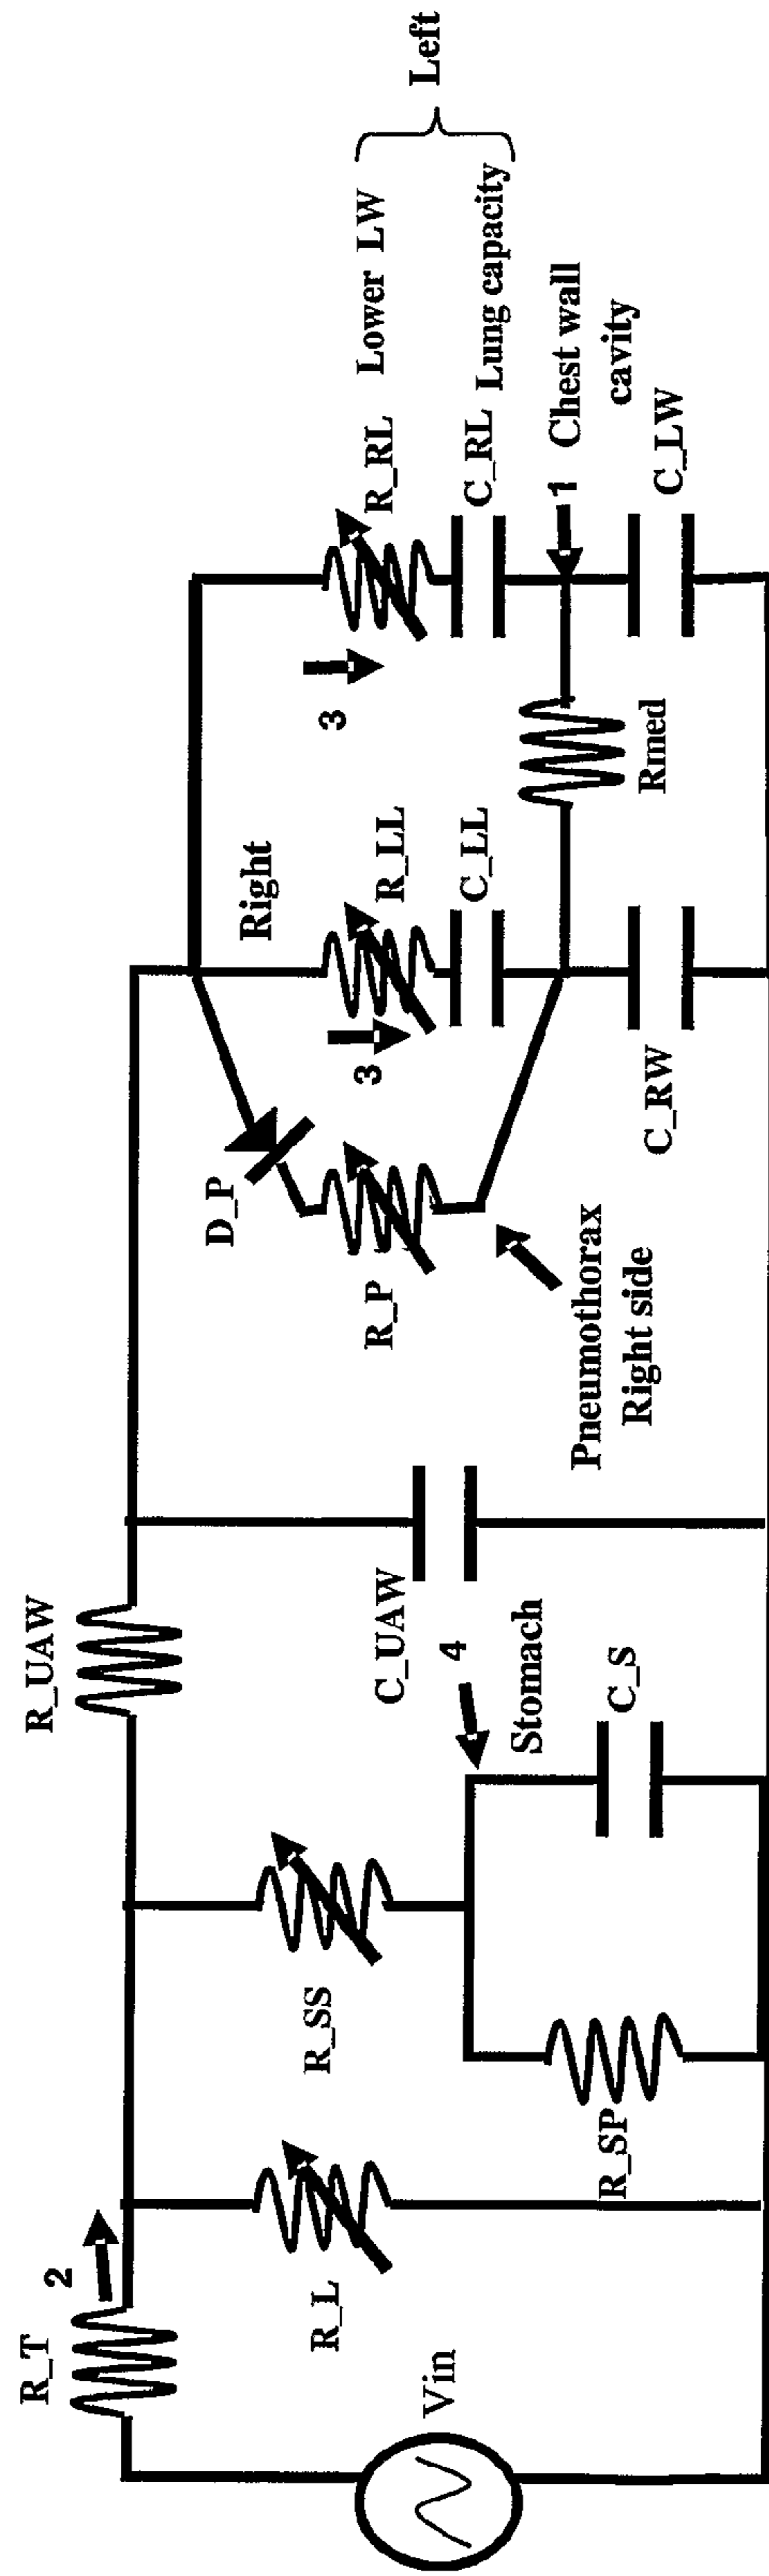 R_T
2
Vin
R_L
R_SS
R_SP
Stomach
4
C_S
R_UAW
C_UAW
D_P
R_P
Pneumothorax
Right side
Right
3
R_LL
C_LL
C_RW
Rmed
3
R_RL
C_RL
Lower LW
Lung capacity
Left
1
Chest wall
cavity
C_LW